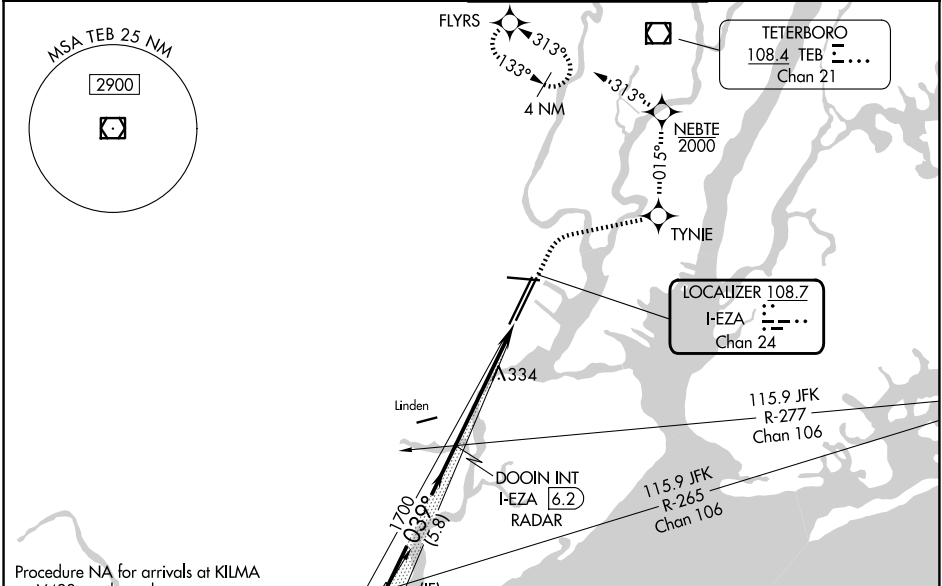 MSA TEB 25 NM
2900
FLYRS
313°
133°
4 NM
313°
TETERBORO
108.4 TEB
Chan 21
NEBTE
2000
015°
TYNIE
LOCALIZER 108.7
I-EZA
Chan 24
334
Linden
115.9 JFK
R-277
Chan 106
DOOIN INT
I-EZA 6.2
RADAR
115.9 JFK
R-265
Chan 106
1700
039°
(5.8)
(IF)
Procedure NA for arrivals at KILMA